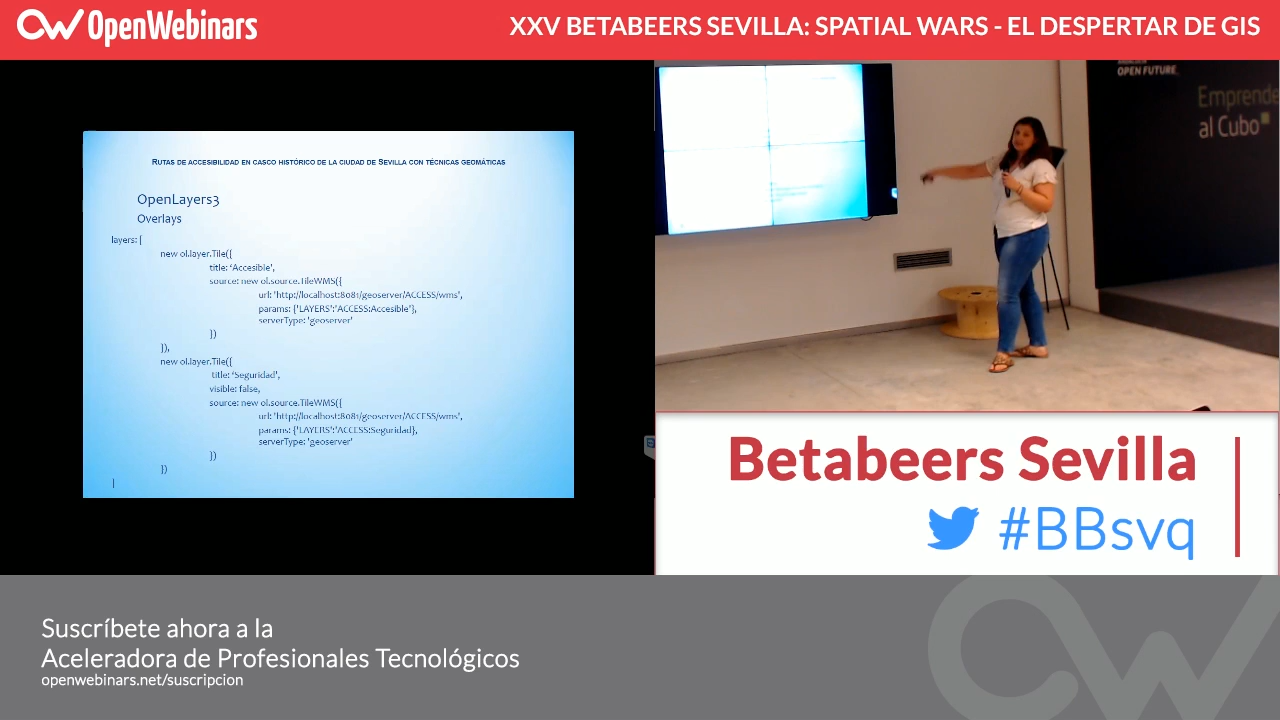 OpenWebinars
XXV BETABEERS SEVILLA: SPATIAL WARS - EL DESPERTAR DE GIS
RUTAS DE ACCESIBILIDAD EN CASCO HISTÓRICO DE LA CIUDAD DE SEVILLA CON TÉCNICAS GEOMÁTICAS
OpenLayers3
Overlays
layers: [
new ol.layer.Tile({
title: 'Accesible',
source: new ol.source.TileWMS({
url: 'http://localhost:8081/geoserver/ACCESS/wms',
params: {'LAYERS':'ACCESS:Accesible'},
serverType: 'geoserver'
})
}),
new ol.layer.Tile({
title: 'Seguridad',
visible: false,
source: new ol.source.TileWMS({
url: 'http://localhost:8081/geoserver/ACCESS/wms',
params: {'LAYERS':'ACCESS:Seguridad},
serverType: 'geoserver'
})
})
]
OPEN FUTURE_
Emprende
al Cubo
Betabeers Sevilla
#BBsvq
Suscríbete ahora a la
Aceleradora de Profesionales Tecnológicos
openwebinars.net/suscripcion